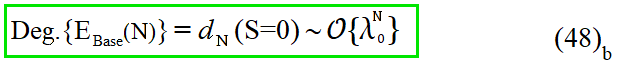 Deg.{E_Base(N)} = d_N (S=0) ~ 𝒪{λ_0^N} (48)_b